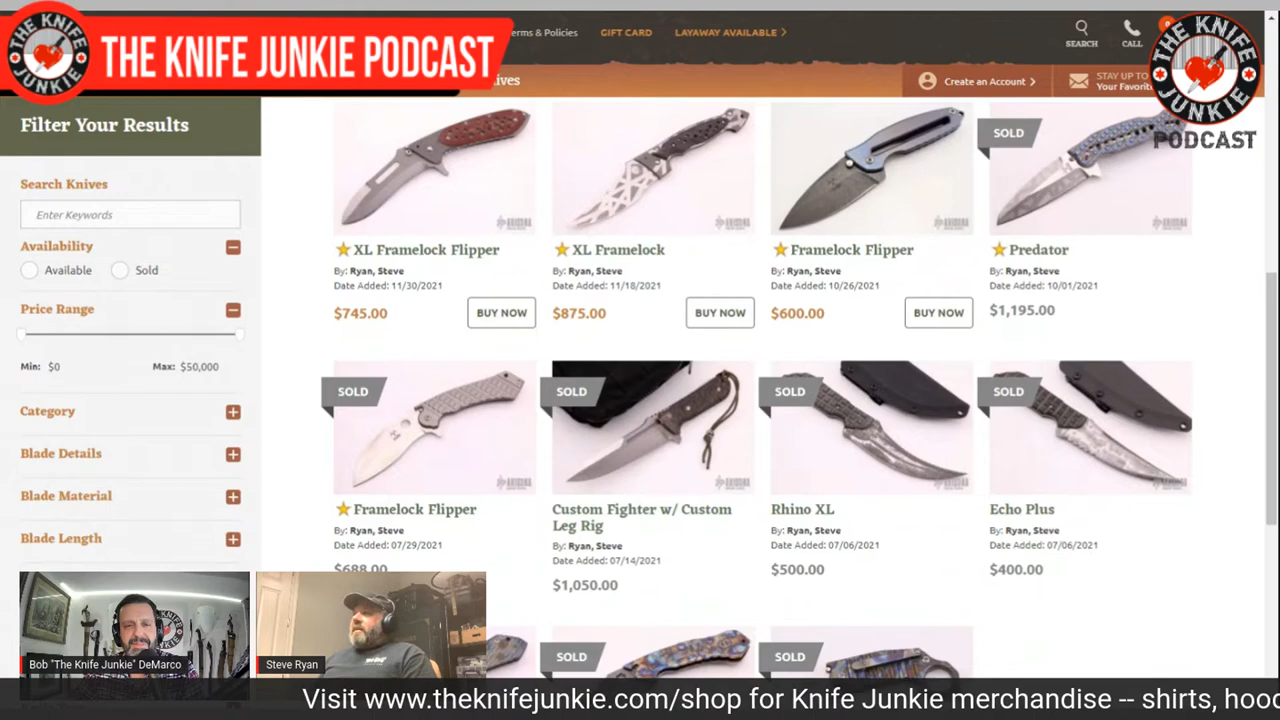 THE KNIFE JUNKIE
THE KNIFE JUNKIE PODCAST
erms & Policies
GIFT CARD
LAYAWAY AVAILABLE >
SEARCH
CALL
THE KNIFE JUNKIE
PODCAST
ives
Create an Account >
STAY UP TO
Your Favorit
Filter Your Results
Search Knives
Enter Keywords
Availability
Available
Sold
Price Range
Min: $0
Max: $50,000
Category
Blade Details
Blade Material
Blade Length
XL Framelock Flipper
By: Ryan, Steve
Date Added: 11/30/2021
$745.00
BUY NOW
XL Framelock
By: Ryan, Steve
Date Added: 11/18/2021
$875.00
BUY NOW
Framelock Flipper
By: Ryan, Steve
Date Added: 10/26/2021
$600.00
BUY NOW
SOLD
Predator
By: Ryan, Steve
Date Added: 10/01/2021
$1,195.00
SOLD
Framelock Flipper
By: Ryan, Steve
Date Added: 07/29/2021
$688.00
SOLD
Custom Fighter w/ Custom
Leg Rig
By: Ryan, Steve
Date Added: 07/14/2021
$1,050.00
SOLD
Rhino XL
By: Ryan, Steve
Date Added: 07/06/2021
$500.00
SOLD
Echo Plus
By: Ryan, Steve
Date Added: 07/06/2021
$400.00
SOLD
SOLD
Bob "The Knife Junkie" DeMarco
Steve Ryan
Visit www.theknifejunkie.com/shop for Knife Junkie merchandise -- shirts, hooc